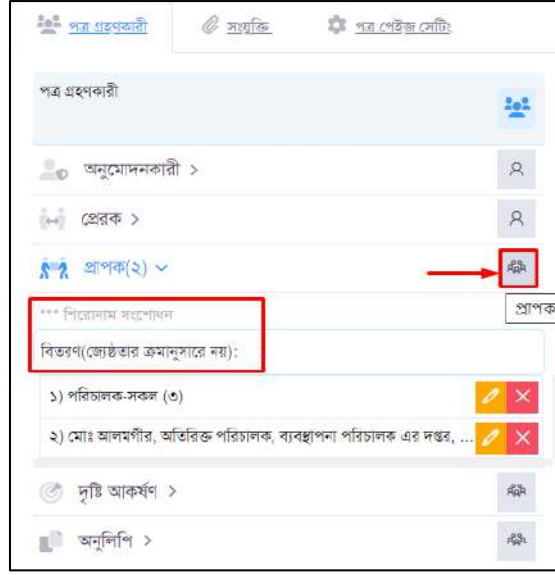 পত্র গ্রহণকারী সংযুক্তি পত্র পেইজ সেটিং
পত্র গ্রহণকারী
অনুমোদনকারী >
প্রেরক >
প্রাপক(২)
প্রাপক
*** শিরোনাম সংশোধন
বিতরণ(জ্যেষ্ঠতার ক্রমানুসারে নয়):
১) পরিচালক-সকল (৩)
২) মোঃ আলমগীর, অতিরিক্ত পরিচালক, ব্যবস্থাপনা পরিচালক এর দপ্তর, ...
দৃষ্টি আকর্ষণ >
অনুলিপি >